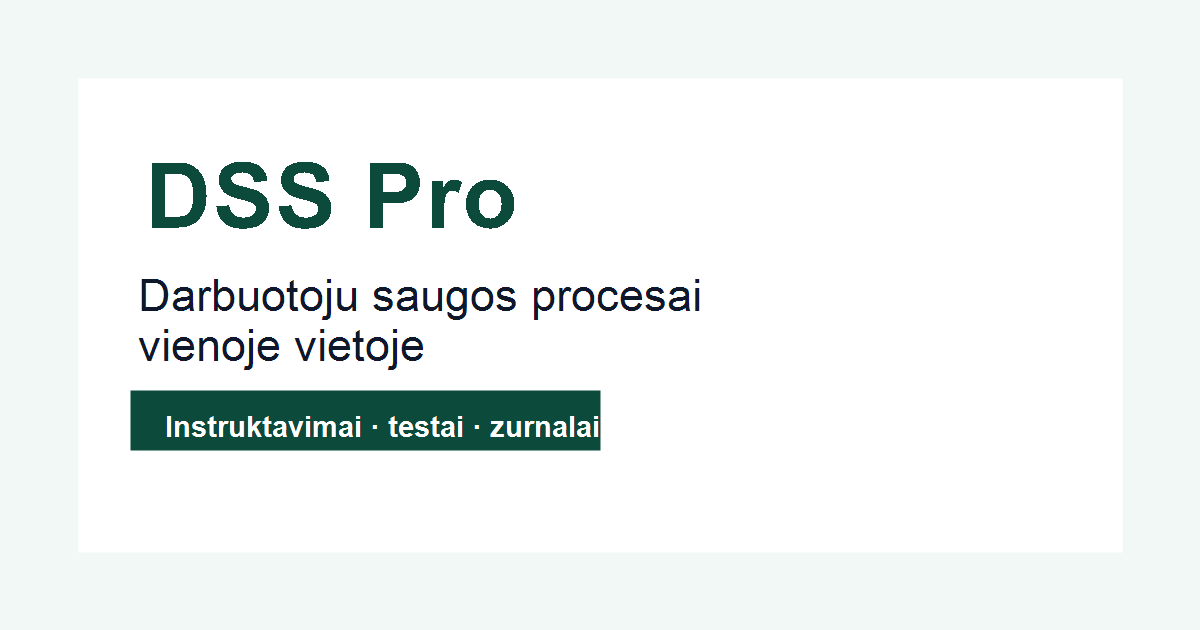 DSS Pro
Darbuotoju saugos procesai
vienoje vietoje
Instruktavimai · testai · zurnalai